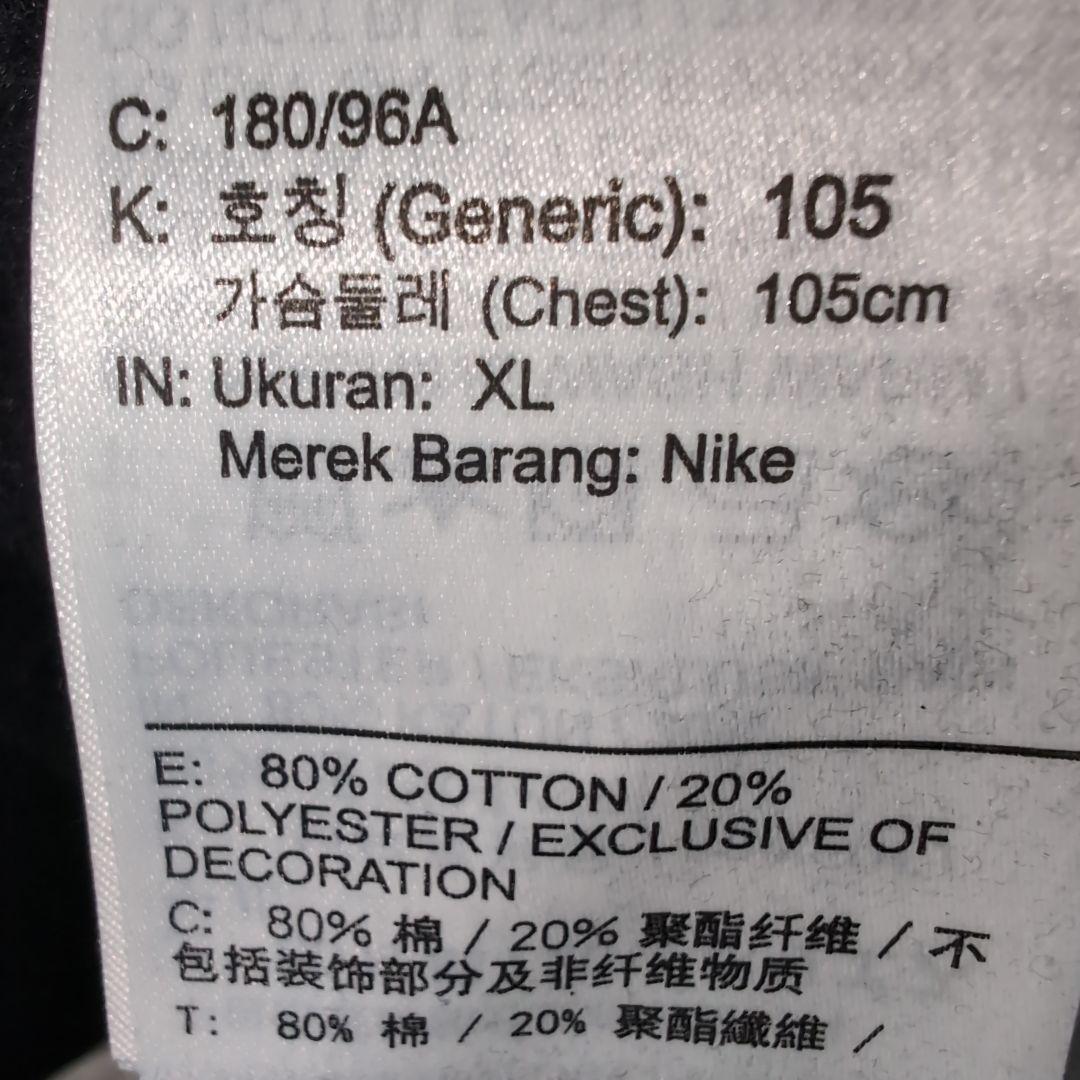 C: 180/96A
K: 호칭 (Generic): 105
가슴둘레 (Chest): 105cm
IN: Ukuran: XL
Merek Barang: Nike
E: 80% COTTON / 20%
POLYESTER / EXCLUSIVE OF
DECORATION
C: 80% 棉 / 20% 聚酯纤维 / 不
包括装饰部分及非纤维物质
T: 80% 棉 / 20% 聚酯纖維 /